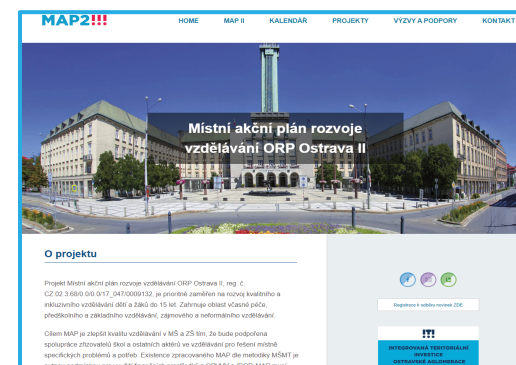 MAP2!!!
HOME MAP II KALENDÁŘ PROJEKTY VÝZVY A PODPORY KONTAKT
Místní akční plán rozvoje
vzdělávání ORP Ostrava II
O projektu
Projekt Místní akční plán rozvoje vzdělávání ORP Ostrava II, reg. č.
CZ.02.3.68/0.0/0.0/17_047/0009132, je prioritně zaměřen na rozvoj kvalitního a
inkluzivního vzdělávání dětí a žáků do 15 let. Zahrnuje oblast včasné péče,
předškolního a základního vzdělávání, zájmového a neformálního vzdělávání.
Cílem MAP je zlepšit kvalitu vzdělávání v MŠ a ZŠ tím, že bude podpořena
spolupráce zřizovatelů škol a ostatních aktérů ve vzdělávání pro řešení místně
specifických problémů a potřeb. Existence zpracovaného MAP dle metodiky MŠMT je
Registrace k odběru novinek ZDE
!T!
INTEGROVANÁ TERITORIÁLNÍ
INVESTICE
OSTRAVSKÉ AGLOMERACE